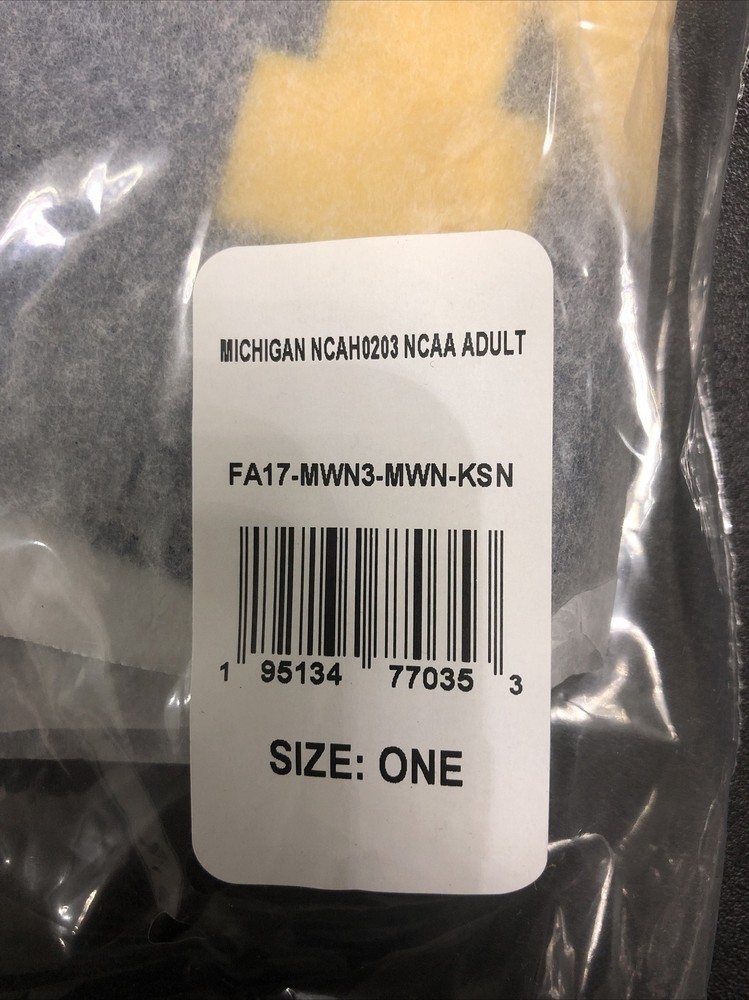 MICHIGAN NCAH0203 NCAA ADULT
FA17-MWN3-MWN-KSN
1 95134 77035 3
SIZE: ONE